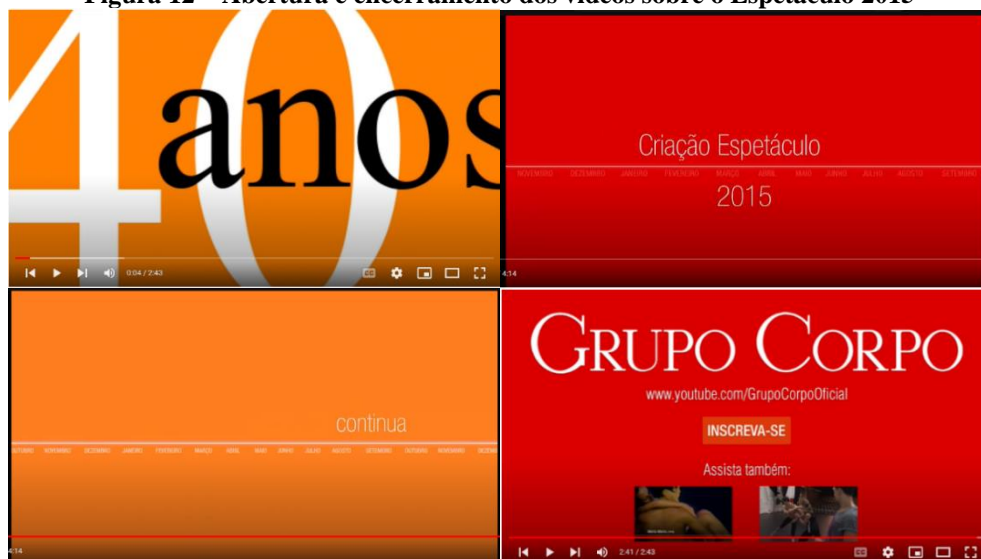 Figura 12 – Abertura e encerramento dos vídeos sobre o Espetáculo 2015
40
anos
0:04 / 2:43
Criação Espetáculo
NOVEMBRO DEZEMBRO JANEIRO FEVEREIRO MARÇO ABRIL MAIO JUNHO JULHO AGOSTO SETEMBRO
2015
4:14
continua
OUTUBRO NOVEMBRO DEZEMBRO JANEIRO FEVEREIRO MARÇO ABRIL MAIO JUNHO JULHO AGOSTO SETEMBRO OUTUBRO NOVEMBRO
4:14
GRUPO CORPO
www.youtube.com/GrupoCorpoOficial
INSCREVA-SE
Assista também:
2:41 / 2:43